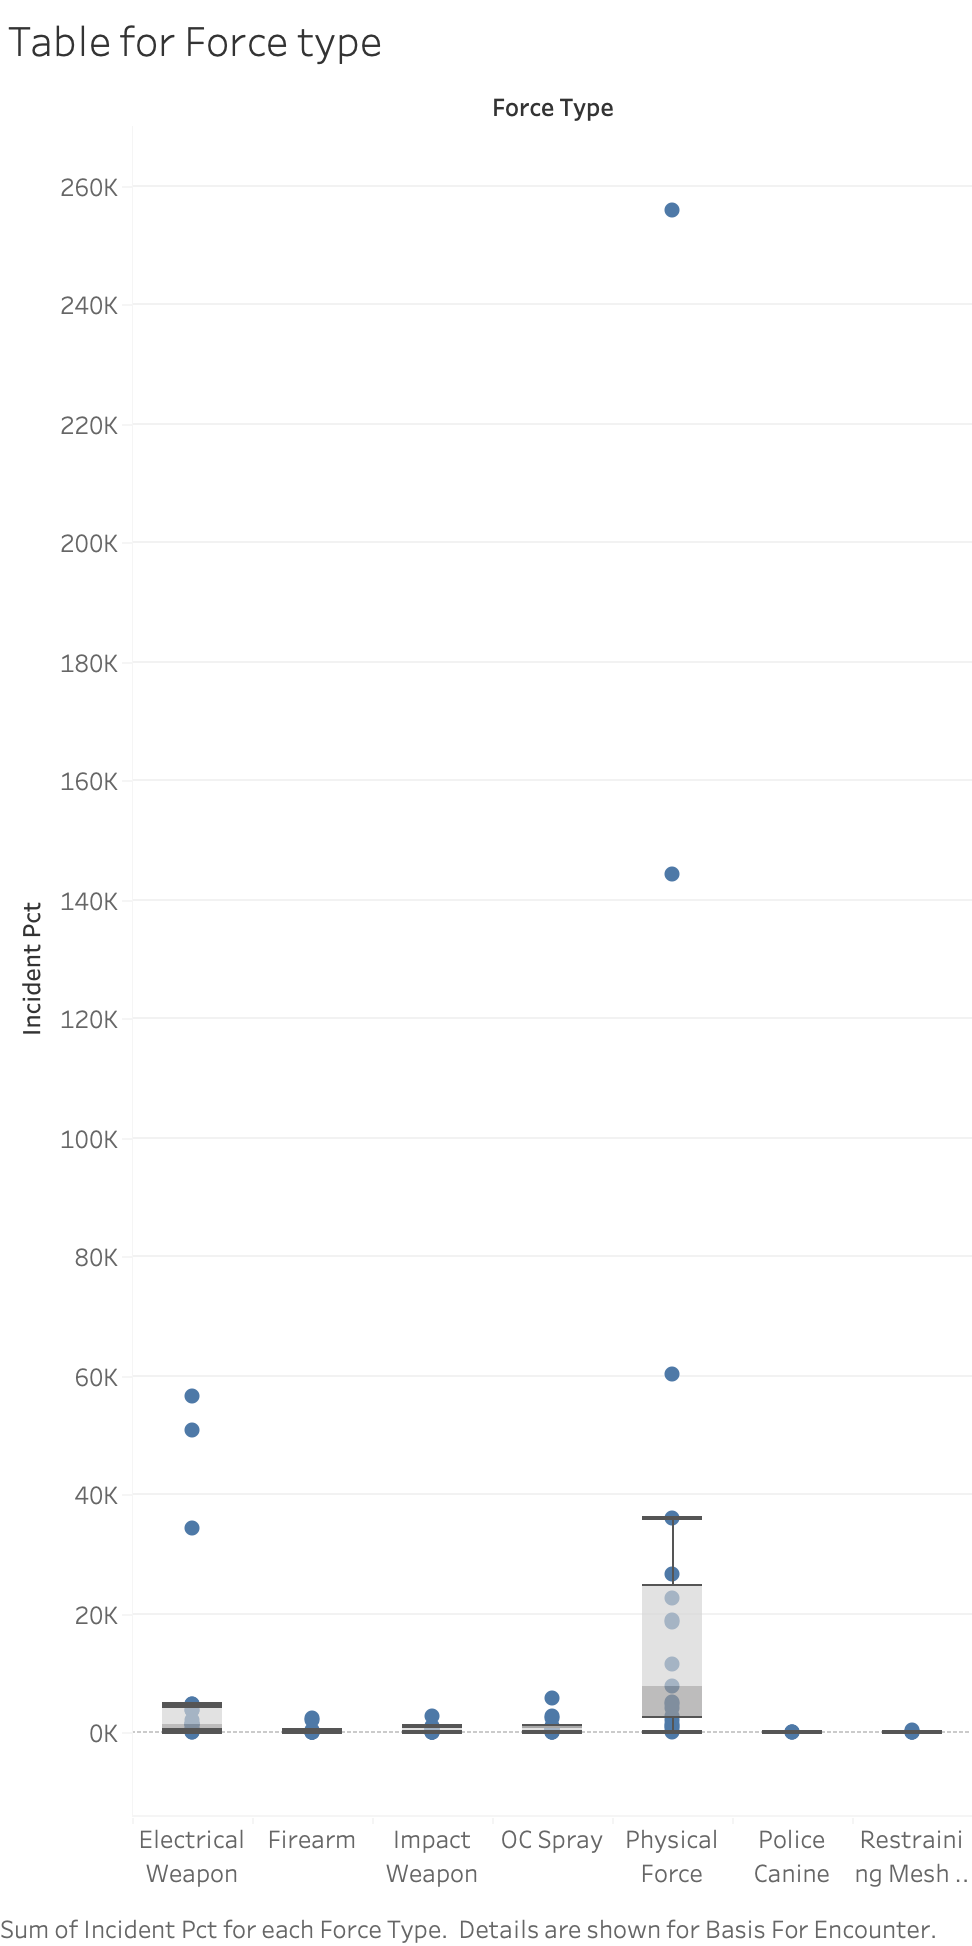 Table for Force type
Force Type
260K
240K
220K
200K
180K
160K
140K
120K
100K
80K
60K
40K
20K
0K
Incident Pct
Electrical Weapon
Firearm
Impact Weapon
OC Spray
Physical Force
Police Canine
Restraini ng Mesh ..
Sum of Incident Pct for each Force Type.  Details are shown for Basis For Encounter.